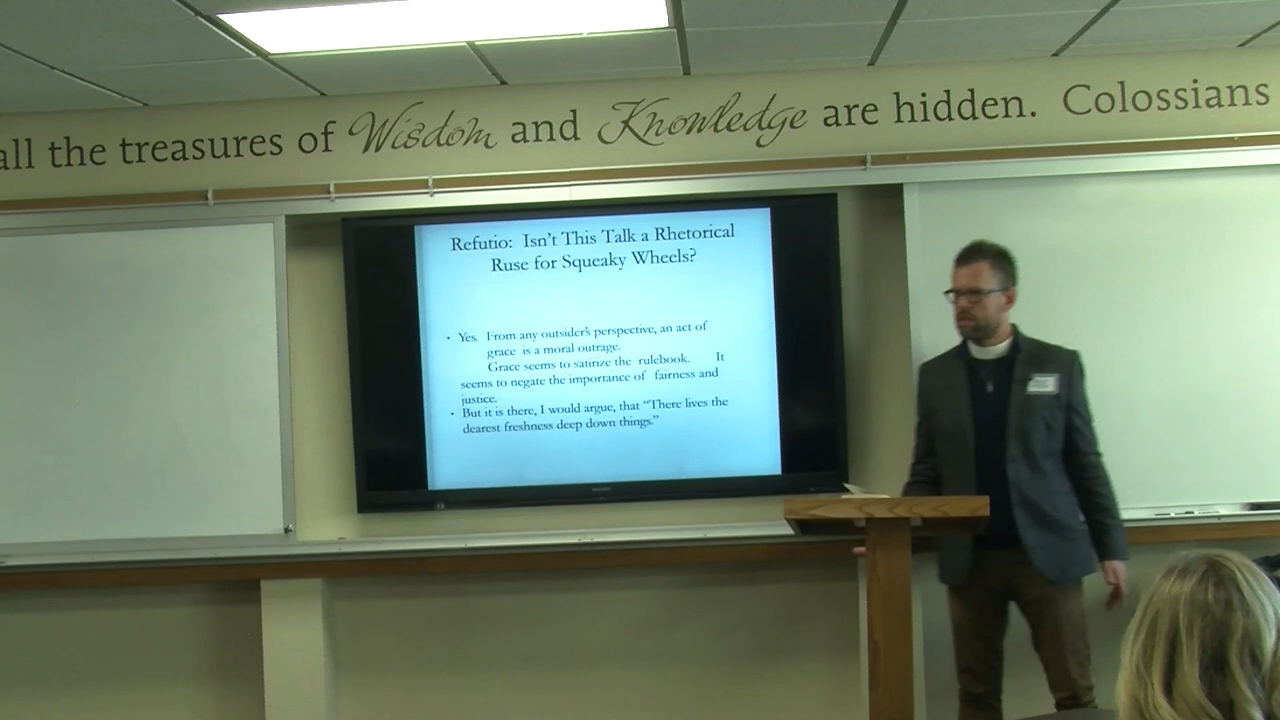 all the treasures of Wisdom and Knowledge are hidden. Colossians
Refutio: Isn't This Talk a Rhetorical
Ruse for Squeaky Wheels?
• Yes. From any outsider's perspective, an act of
grace is a moral outrage.
Grace seems to satirize the rulebook. It
seems to negate the importance of fairness and
justice.
• But it is there, I would argue, that "There lives the
dearest freshness deep down things."